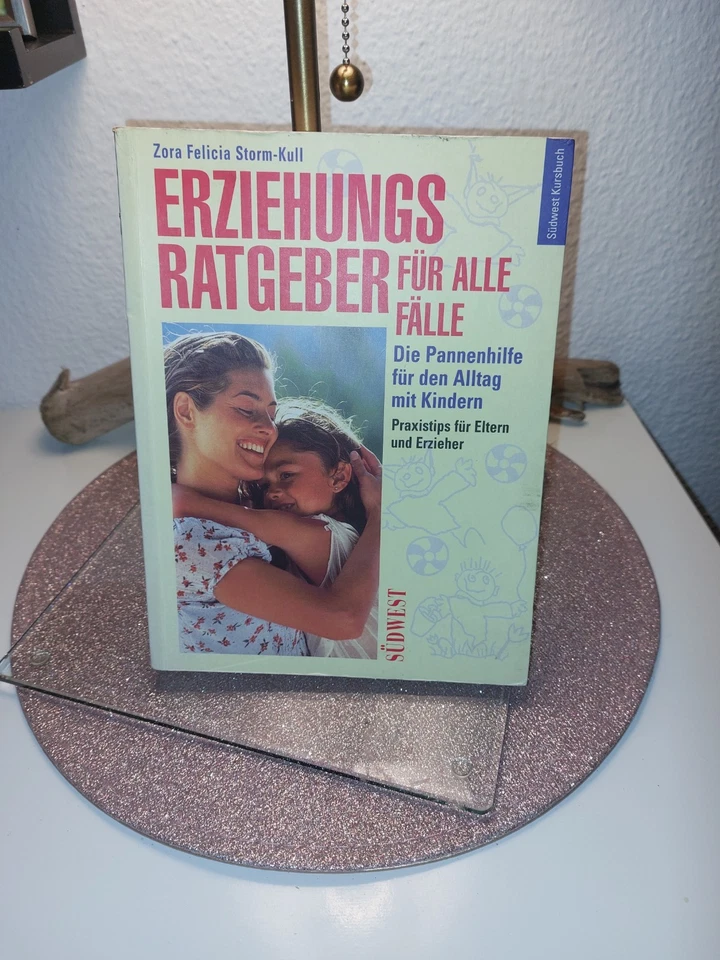 Zora Felicia Storm-Kull
ERZIEHUNGS
RATGEBER FÜR ALLE
FÄLLE
Die Pannenhilfe
für den Alltag
mit Kindern
Praxistips für Eltern
und Erzieher
SÜDWEST
Südwest Kursbuch